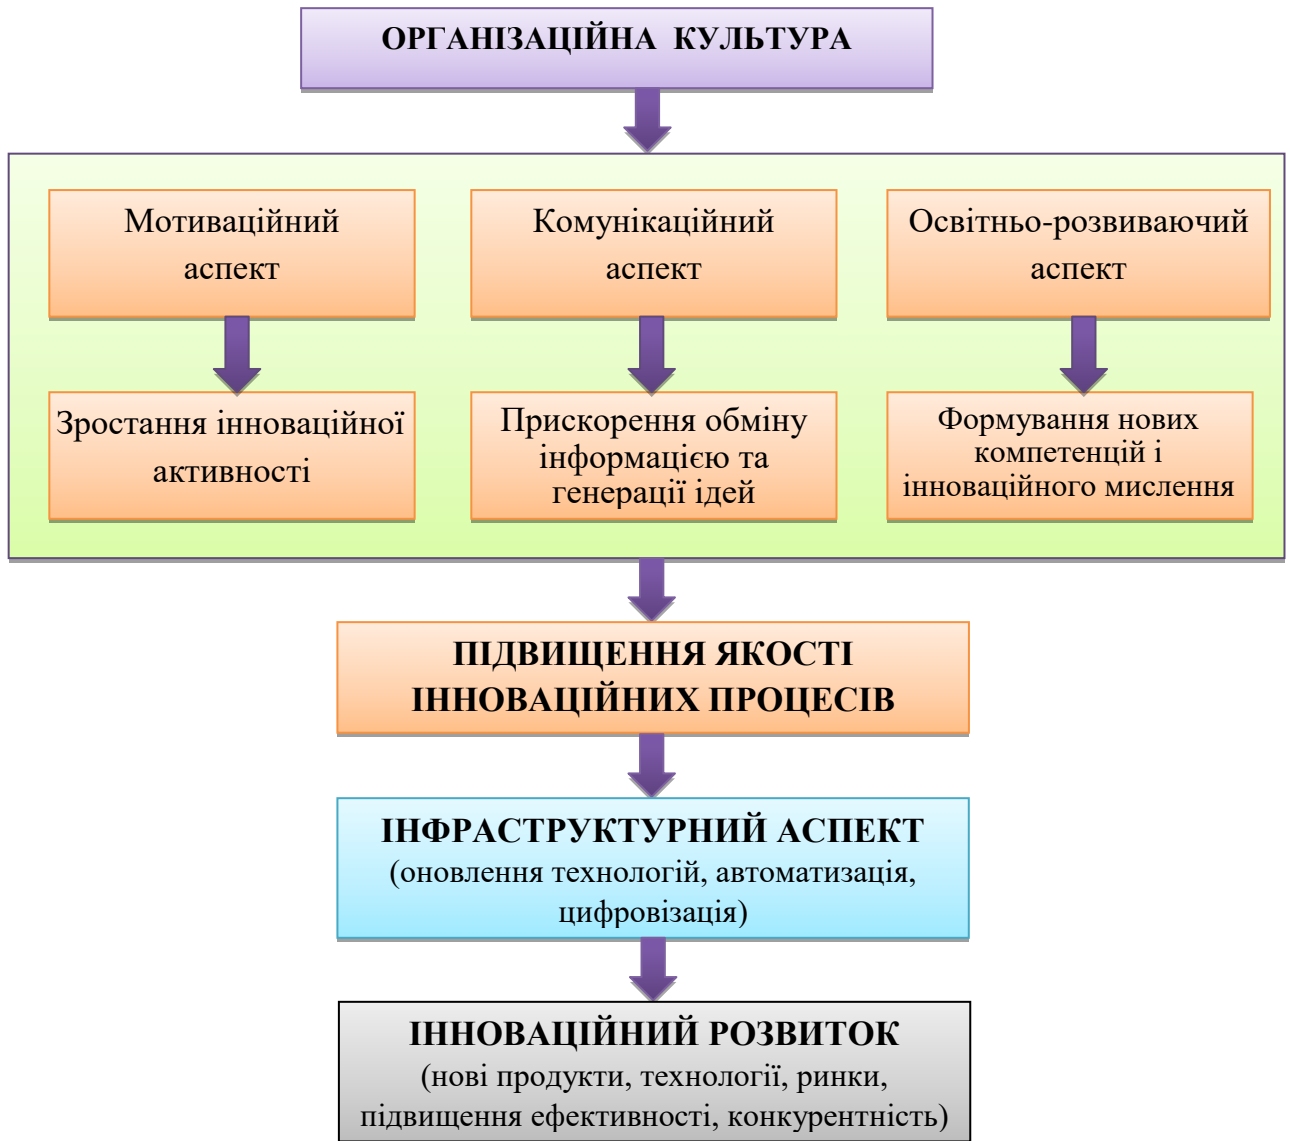 ОРГАНІЗАЦІЙНА КУЛЬТУРА
Мотиваційний
аспект
Комунікаційний
аспект
Освітньо-розвиваючий
аспект
Зростання інноваційної
активності
Прискорення обміну
інформацією та
генерації ідей
Формування нових
компетенцій і
інноваційного мислення
ПІДВИЩЕННЯ ЯКОСТІ
ІННОВАЦІЙНИХ ПРОЦЕСІВ
ІНФРАСТРУКТУРНИЙ АСПЕКТ
(оновлення технологій, автоматизація,
цифровізація)
ІННОВАЦІЙНИЙ РОЗВИТОК
(нові продукти, технології, ринки,
підвищення ефективності, конкурентність)